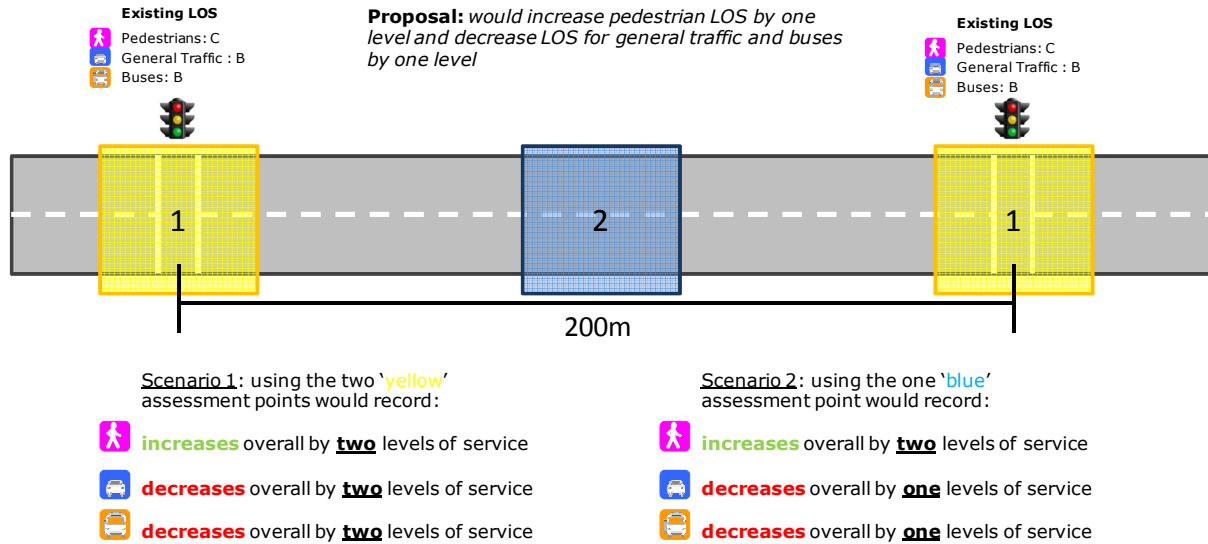 Existing LOS
Pedestrians: C
General Traffic : B
Buses: B
Proposal: would increase pedestrian LOS by one
level and decrease LOS for general traffic and buses
by one level
Existing LOS
Pedestrians: C
General Traffic : B
Buses: B
1
2
1
200m
Scenario 1: using the two ‘yellow’
assessment points would record:
increases overall by two levels of service
decreases overall by two levels of service
decreases overall by two levels of service
Scenario 2: using the one ‘blue’
assessment point would record:
increases overall by two levels of service
decreases overall by one levels of service
decreases overall by one levels of service